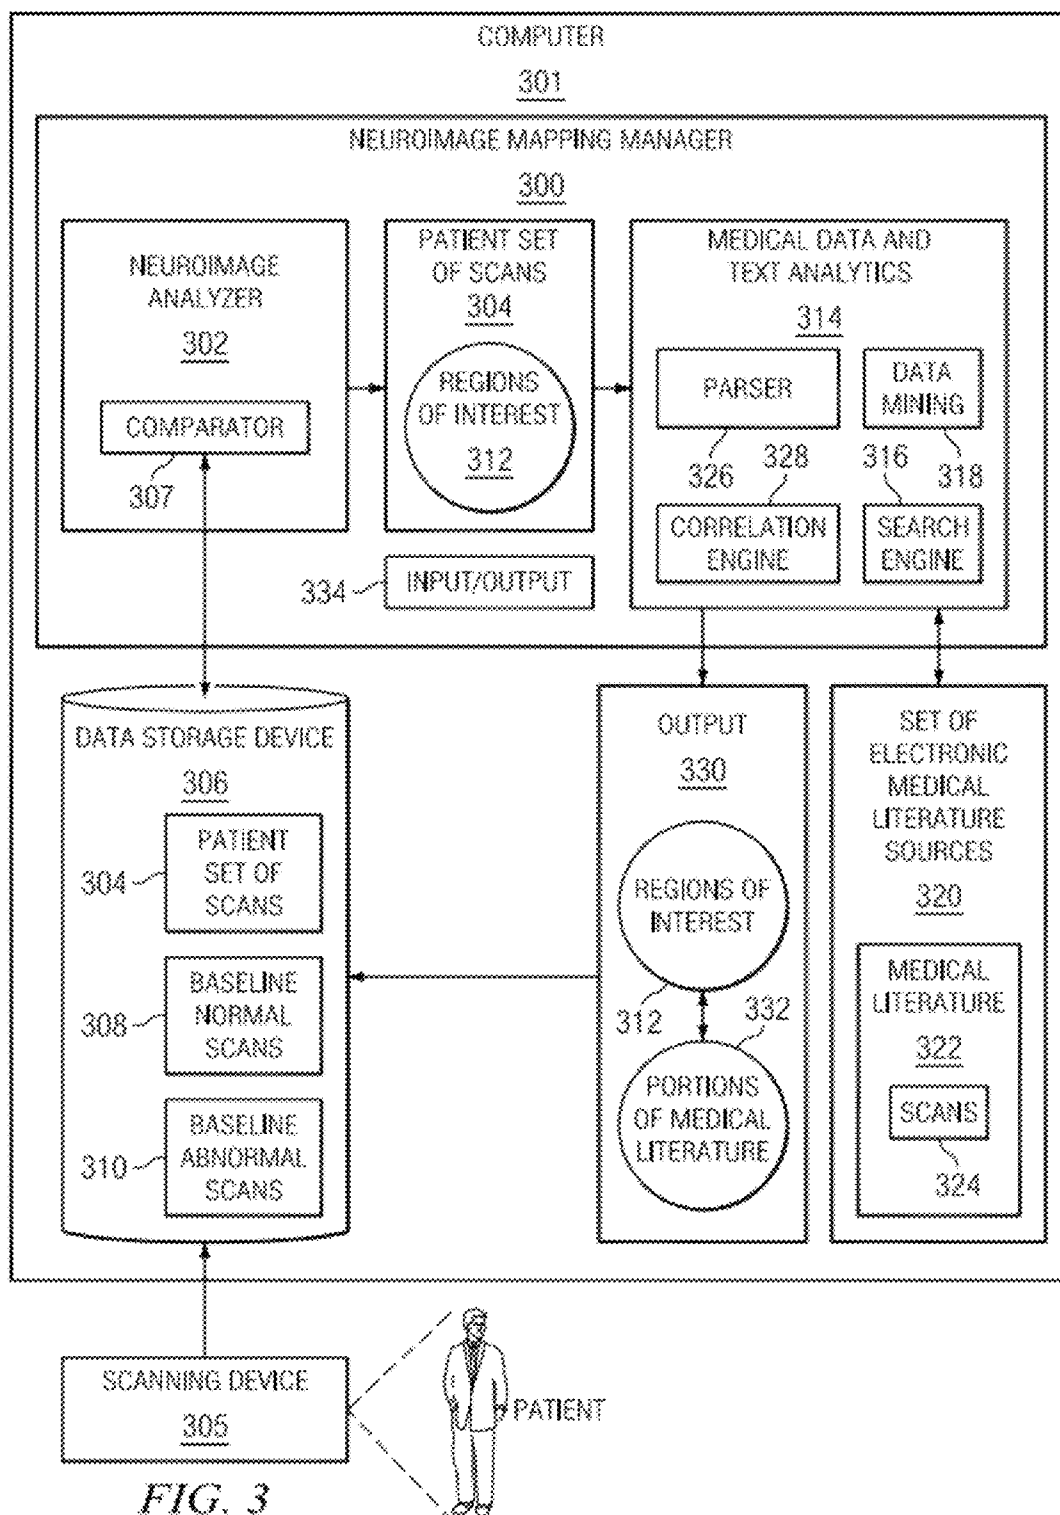 COMPUTER
301
NEUROIMAGE MAPPING MANAGER
300
NEUROIMAGE
ANALYZER
302
COMPARATOR
307
PATIENT SET
OF SCANS
304
REGIONS
OF INTEREST
312
334
INPUT/OUTPUT
MEDICAL DATA AND
TEXT ANALYTICS
314
PARSER
326
DATA
MINING
318
328
CORRELATION
ENGINE
316
SEARCH
ENGINE
DATA STORAGE DEVICE
306
304
PATIENT
SET OF
SCANS
308
BASELINE
NORMAL
SCANS
310
BASELINE
ABNORMAL
SCANS
OUTPUT
330
REGIONS OF
INTEREST
312
332
PORTIONS
OF MEDICAL
LITERATURE
SET OF
ELECTRONIC
MEDICAL
LITERATURE
SOURCES
320
MEDICAL
LITERATURE
322
SCANS
324
SCANNING DEVICE
305
PATIENT
FIG. 3